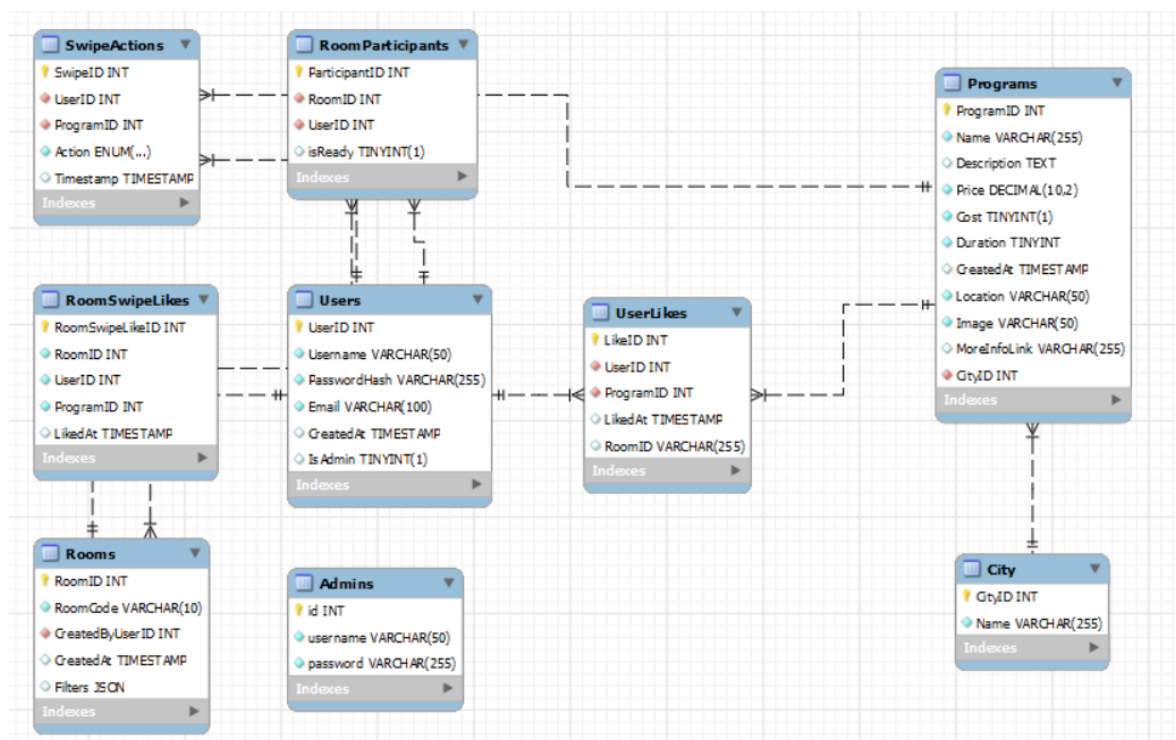 SwipeActions
SwipeID INT
UserID INT
ProgramID INT
Action ENUM(...)
Timestamp TIMESTAMP
Indexes
RoomParticipants
ParticipantID INT
RoomID INT
UserID INT
isReady TINYINT(1)
Indexes
Programs
ProgramID INT
Name VARCHAR(255)
Description TEXT
Price DECIMAL(10,2)
Cost TINYINT(1)
Duration TINYINT
CreatedAt TIMESTAMP
Location VARCHAR(50)
Image VARCHAR(50)
MoreInfoLink VARCHAR(255)
CityID INT
Indexes
RoomSwipeLikes
RoomSwipeLikeID INT
RoomID INT
UserID INT
ProgramID INT
LikedAt TIMESTAMP
Indexes
Users
UserID INT
Username VARCHAR(50)
PasswordHash VARCHAR(255)
Email VARCHAR(100)
CreatedAt TIMESTAMP
IsAdmin TINYINT(1)
Indexes
UserLikes
LikeID INT
UserID INT
ProgramID INT
LikedAt TIMESTAMP
RoomID VARCHAR(255)
Indexes
Rooms
RoomID INT
RoomCode VARCHAR(10)
CreatedByUserID INT
CreatedAt TIMESTAMP
Filters JSON
Indexes
Admins
id INT
username VARCHAR(50)
password VARCHAR(255)
Indexes
City
CityID INT
Name VARCHAR(255)
Indexes